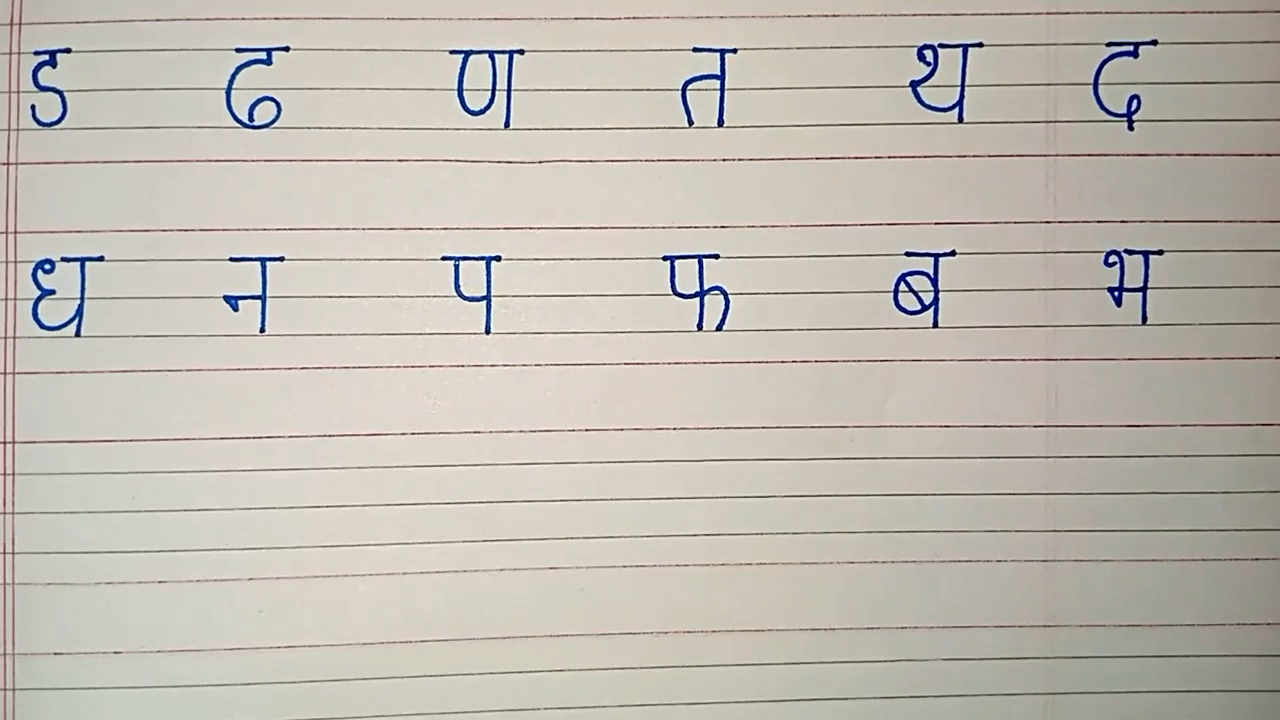 ड ढ ण त थ द
ध न प फ ब भ